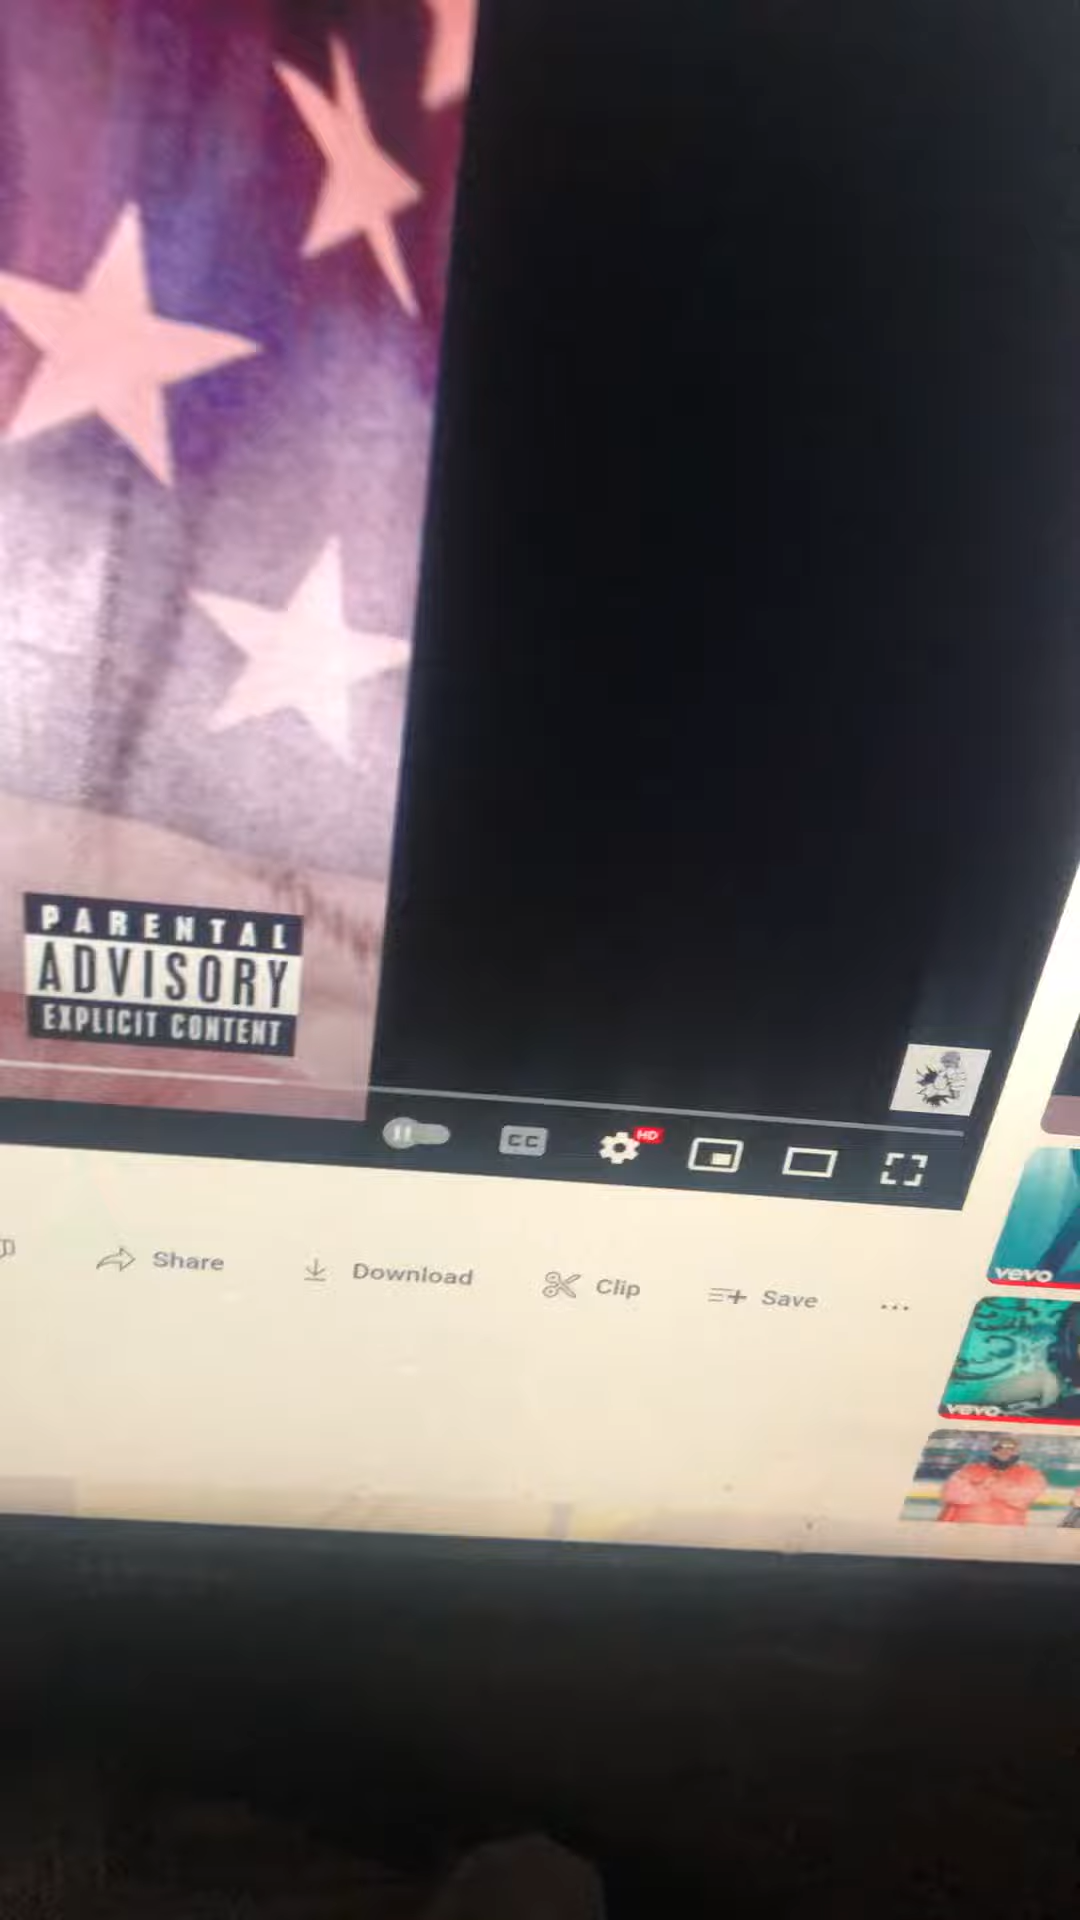 PARENTAL
ADVISORY
EXPLICIT CONTENT
CC
HD
Share
Download
Clip
Save
...
vevo
vevo